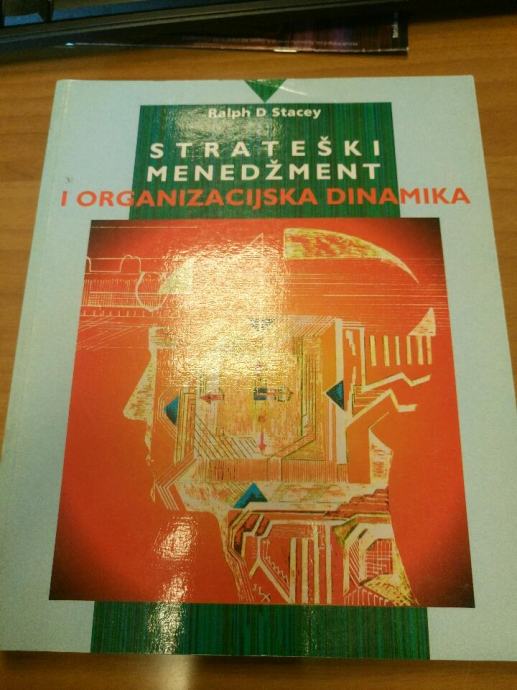 Ralph D Stacey
STRATEŠKI
MENEDŽMENT
I ORGANIZACIJSKA DINAMIKA